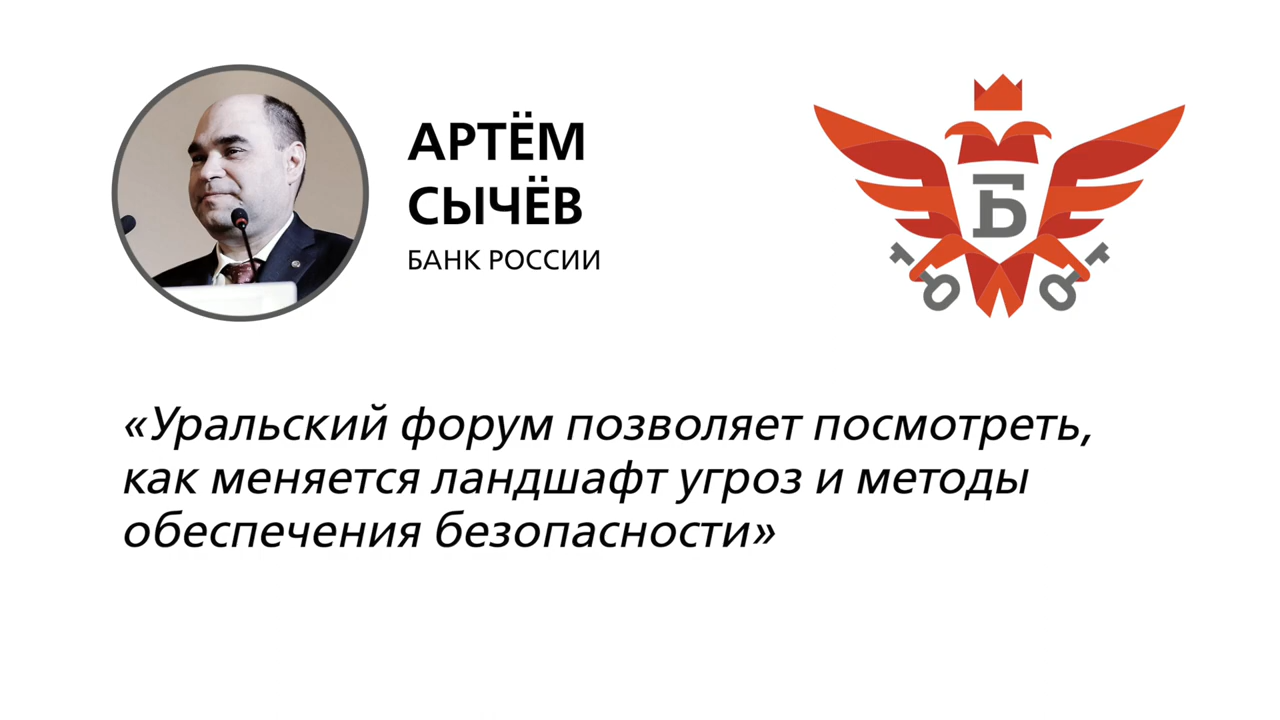 АРТЁМ
СЫЧЁВ
БАНК РОССИИ
Б
«Уральский форум позволяет посмотреть,
как меняется ландшафт угроз и методы
обеспечения безопасности»